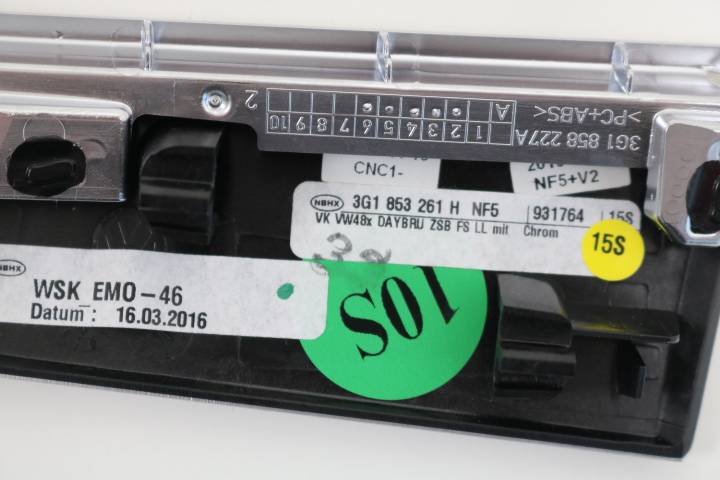 2
A 1 2 3 4 5 6 7 8 9 10
3G1 858 227A
>PC+ABS<
CNC1-
NF5+V2
NBHX 3G1 853 261 H NF5 931764 15S
VK VW48x DAYBRU ZSB FS LL mit Chrom
15S
NBHX
WSK EMO-46
Datum: 16.03.2016
10S